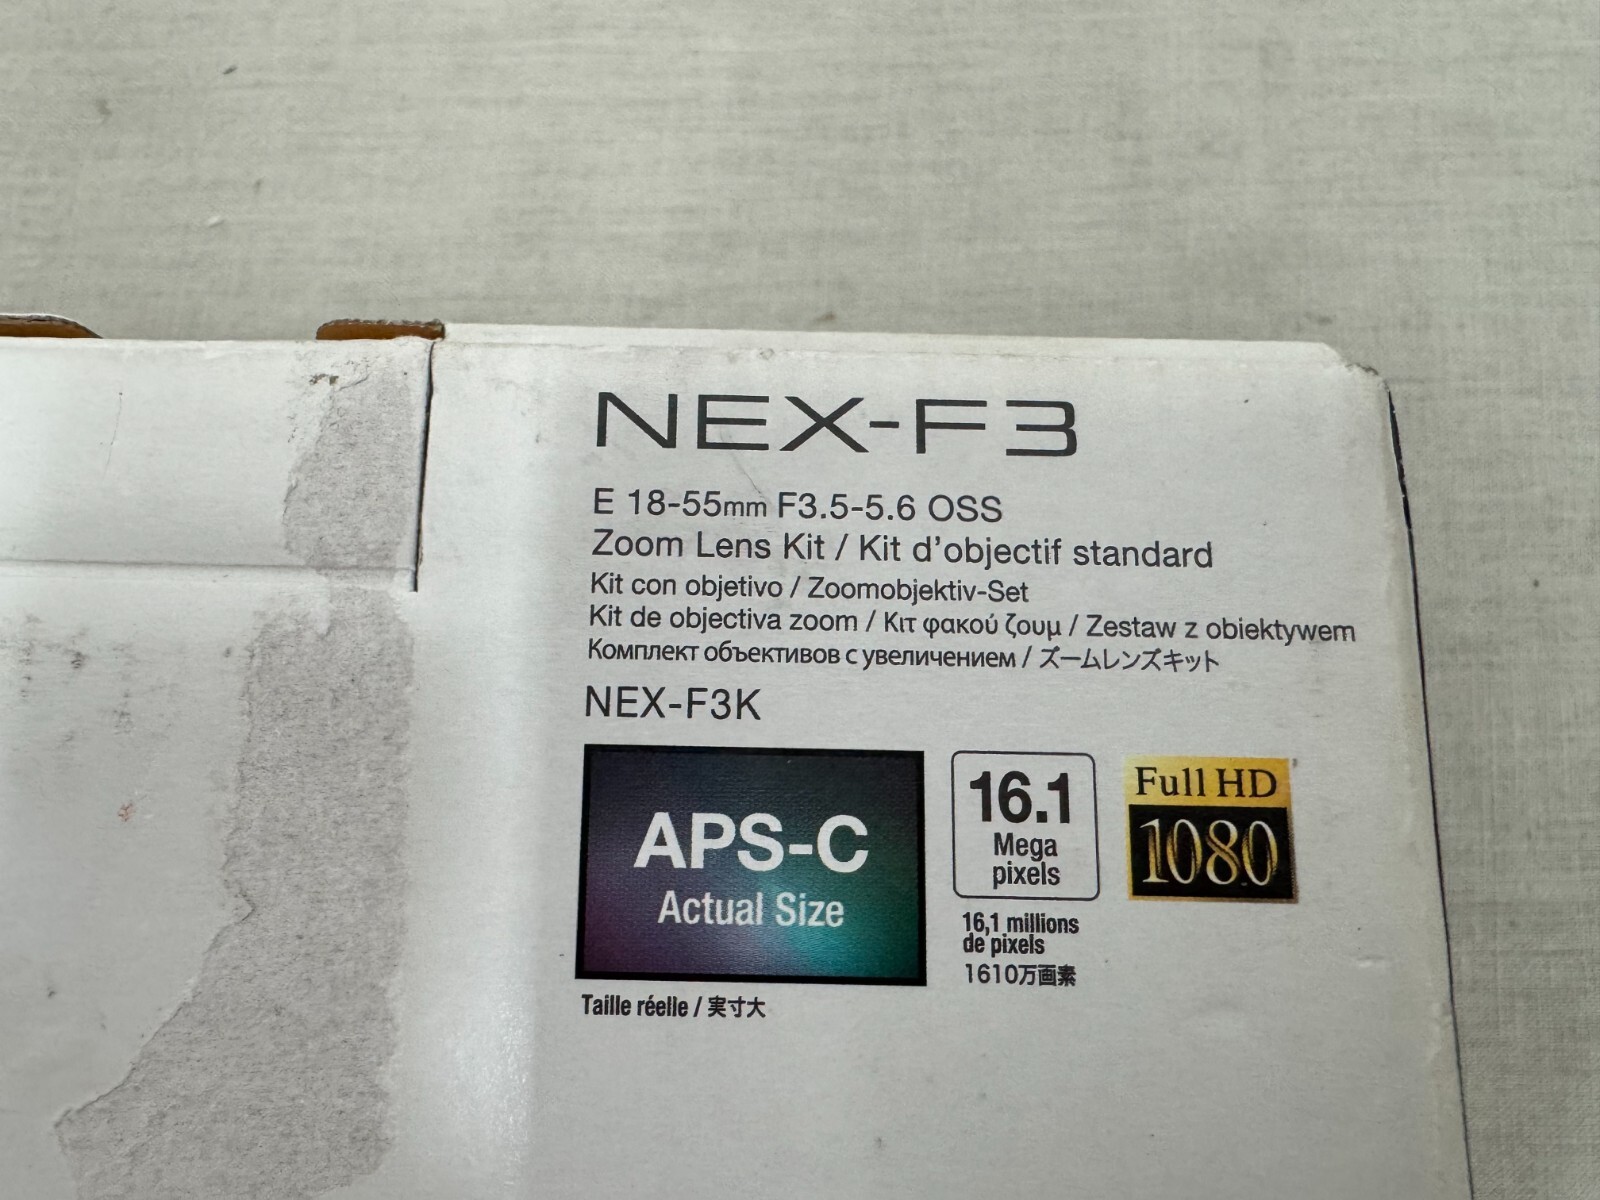 NEX-F3
E 18-55mm F3.5-5.6 OSS
Zoom Lens Kit / Kit d'objectif standard
Kit con objetivo / Zoomobjektiv-Set
Kit de objectiva zoom / Κιτ φακού ζουμ / Zestaw z obiektywem
Комплект объективов с увеличением / ズームレンズキット
NEX-F3K
APS-C
Actual Size
Taille réelle / 実寸大
16.1
Mega
pixels
16,1 millions
de pixels
1610万画素
Full HD
1080